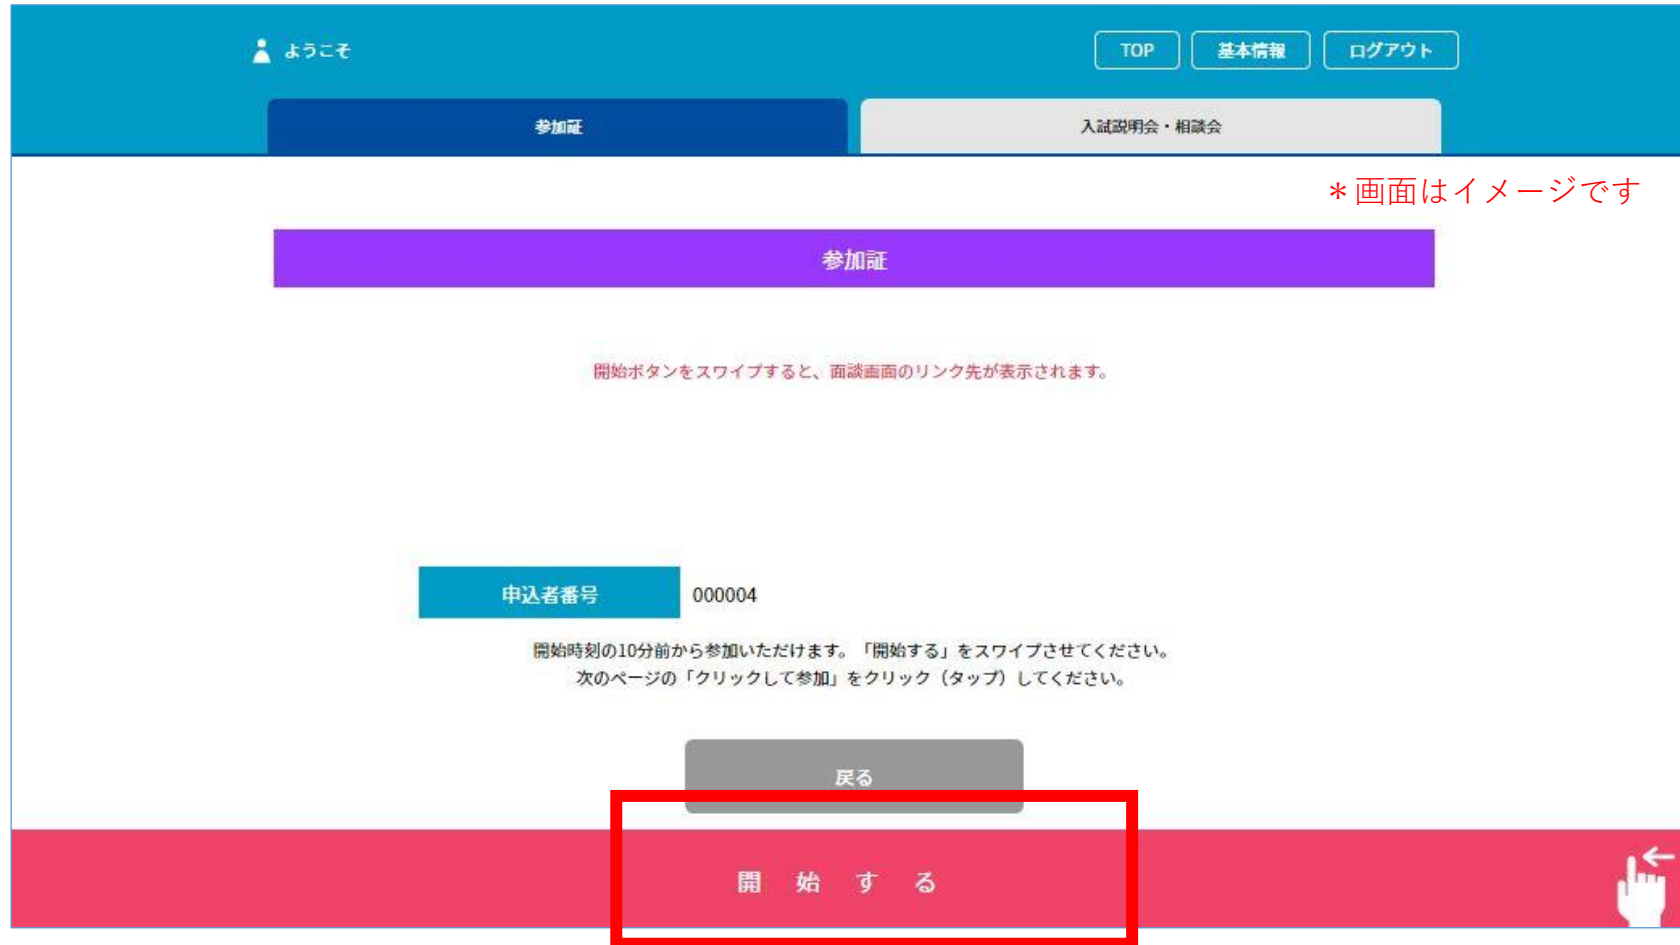 ようこそ
TOP
基本情報
ログアウト
参加証
入試説明会・相談会
＊画面はイメージです
参加証
開始ボタンをスワイプすると、面談画面のリンク先が表示されます。
申込者番号
000004
開始時刻の10分前から参加いただけます。「開始する」をスワイプさせてください。
次のページの「クリックして参加」をクリック（タップ）してください。
戻る
開始する